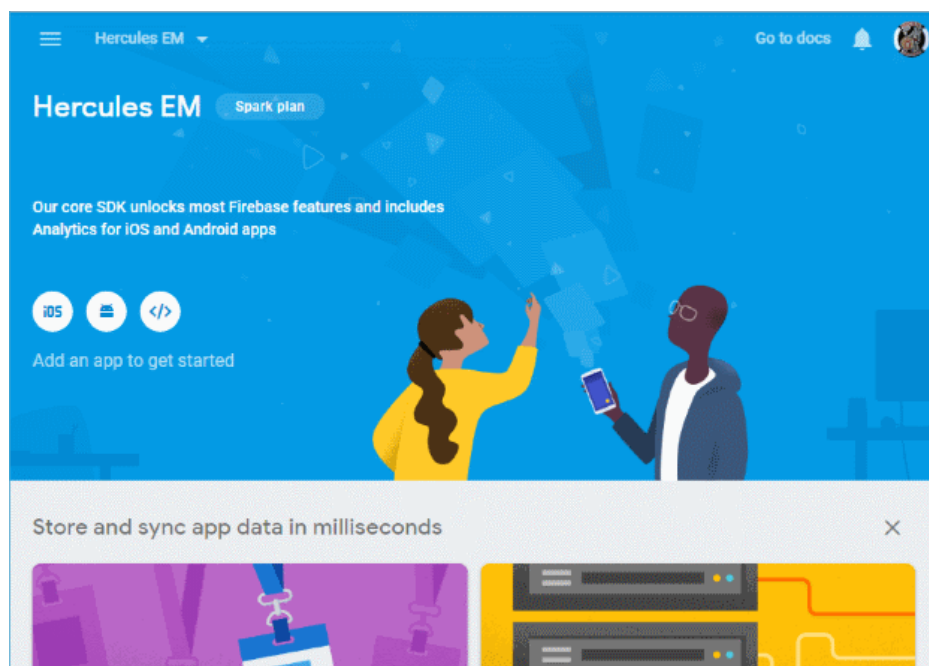 Hercules EM
Go to docs
Hercules EM
Spark plan
Our core SDK unlocks most Firebase features and includes
Analytics for iOS and Android apps
iOS
</>
Add an app to get started
Store and sync app data in milliseconds